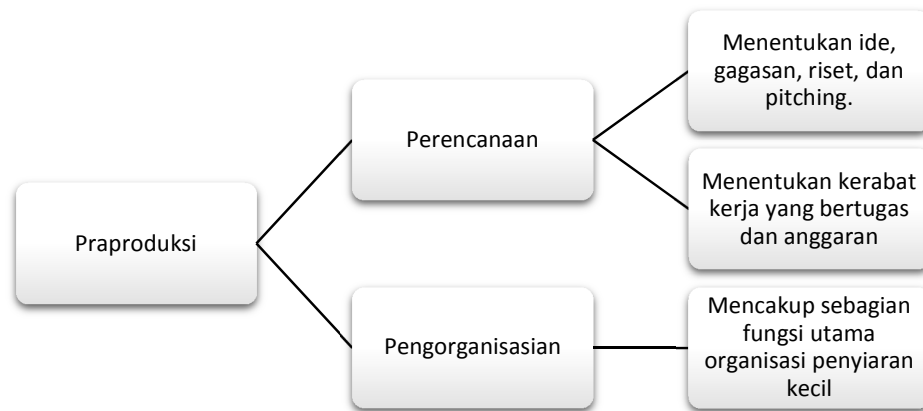 Praproduksi
Perencanaan
Menentukan ide,
gagasan, riset, dan
pitching.
Menentukan kerabat
kerja yang bertugas
dan anggaran
Pengorganisasian
Mencakup sebagian
fungsi utama
organisasi penyiaran
kecil